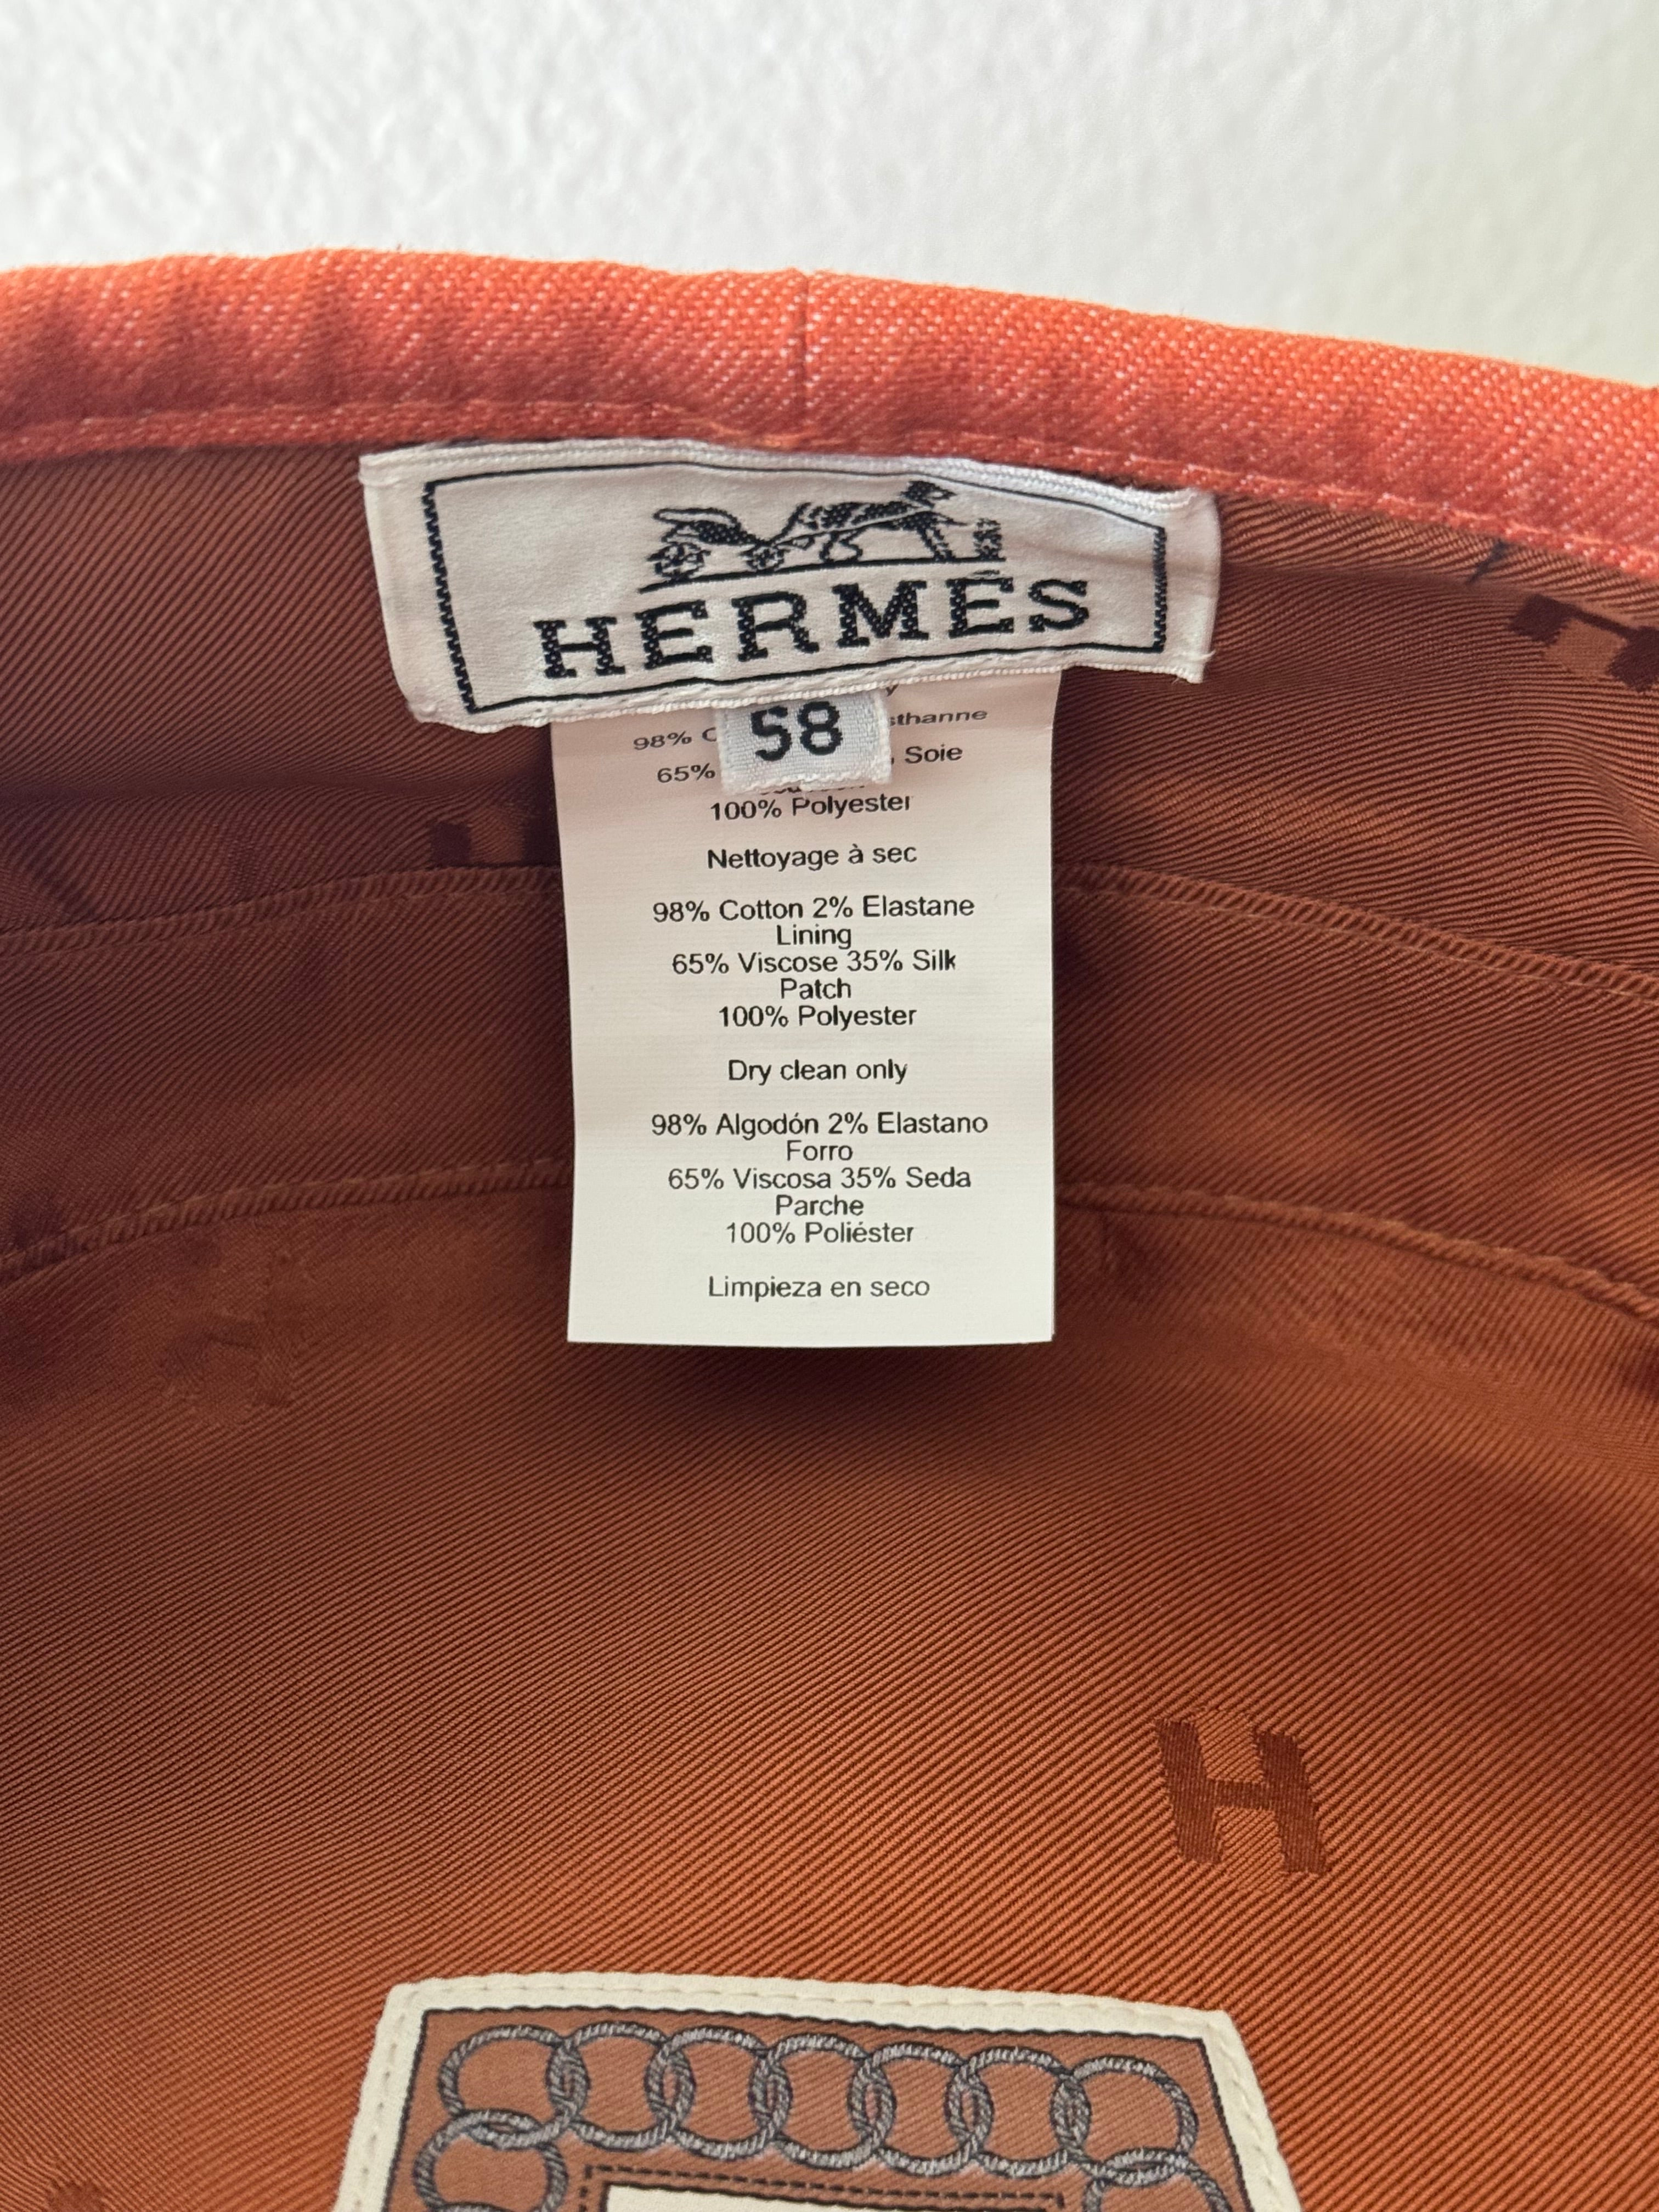 HERMÈS
58
98%
65% Soie
100% Polyester
Nettoyage à sec
98% Cotton 2% Elastane
Lining
65% Viscose 35% Silk
Patch
100% Polyester
Dry clean only
98% Algodón 2% Elastano
Forro
65% Viscosa 35% Seda
Parche
100% Poliéster
Limpieza en seco
H